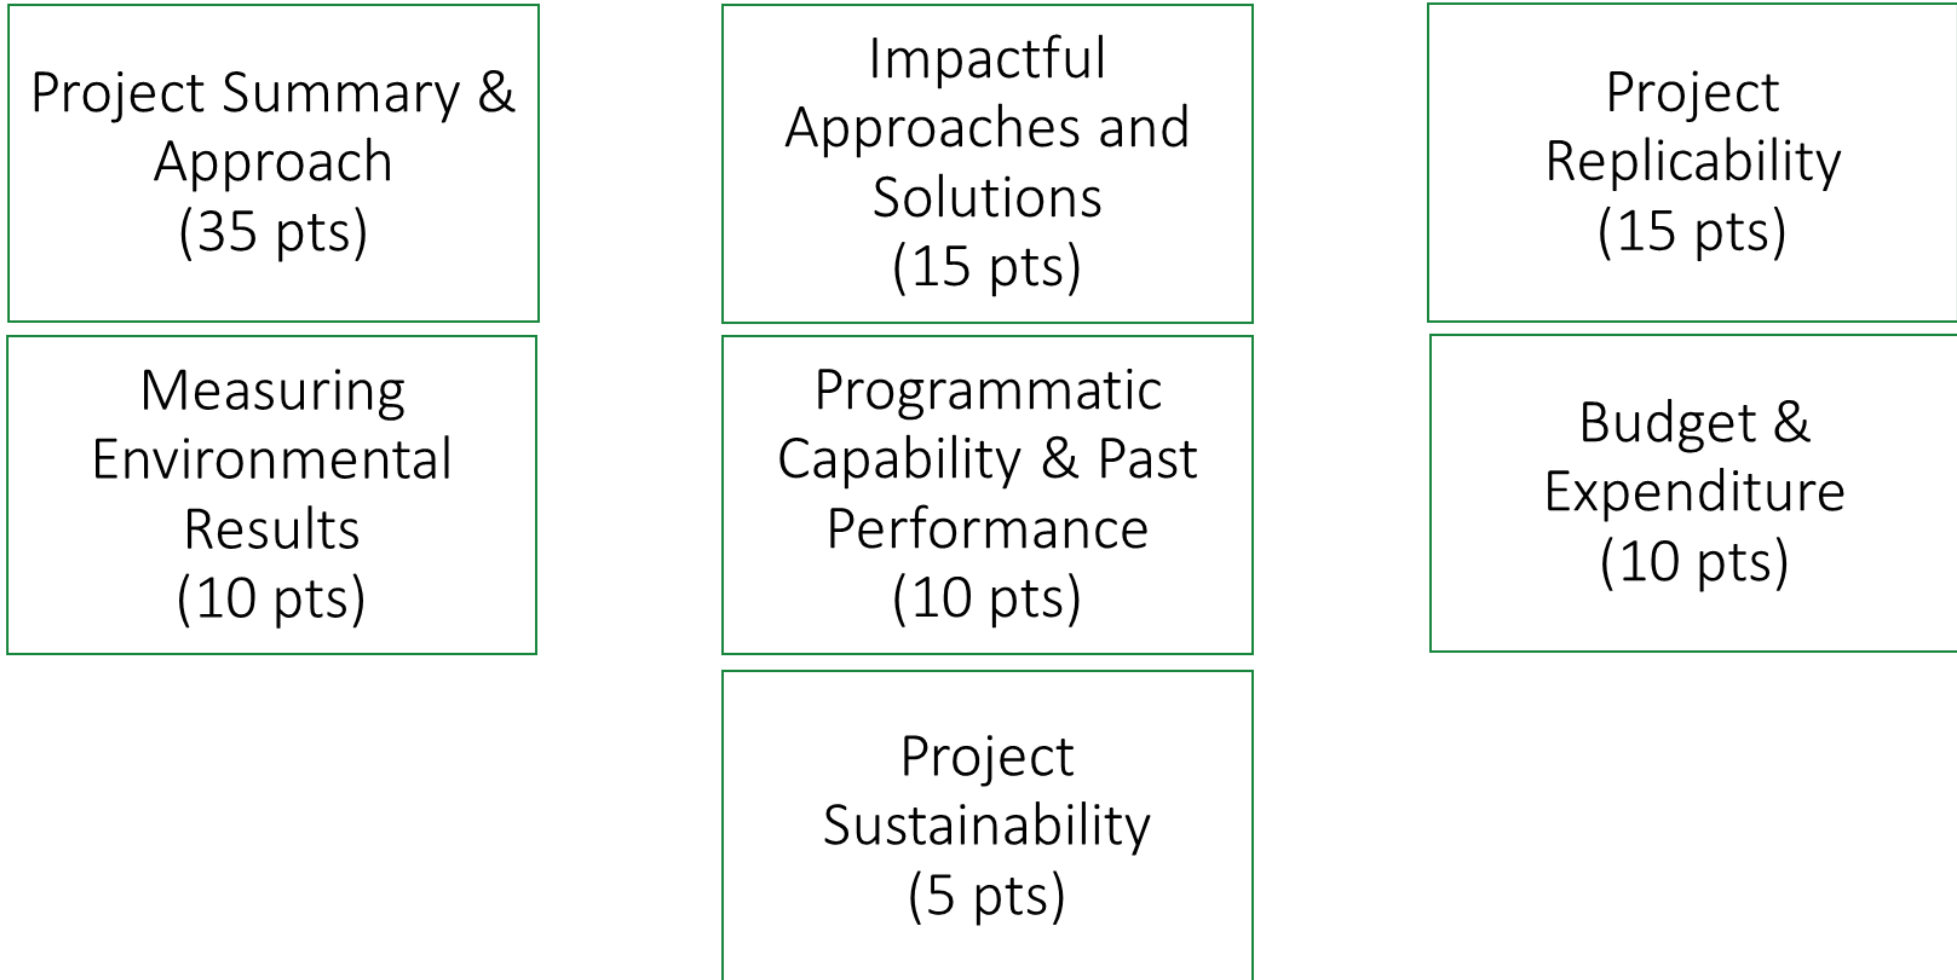 Project Summary &
Approach
(35 pts)
Impactful
Approaches and
Solutions
(15 pts)
Project
Replicability
(15 pts)
Measuring
Environmental
Results
(10 pts)
Programmatic
Capability & Past
Performance
(10 pts)
Budget &
Expenditure
(10 pts)
Project
Sustainability
(5 pts)